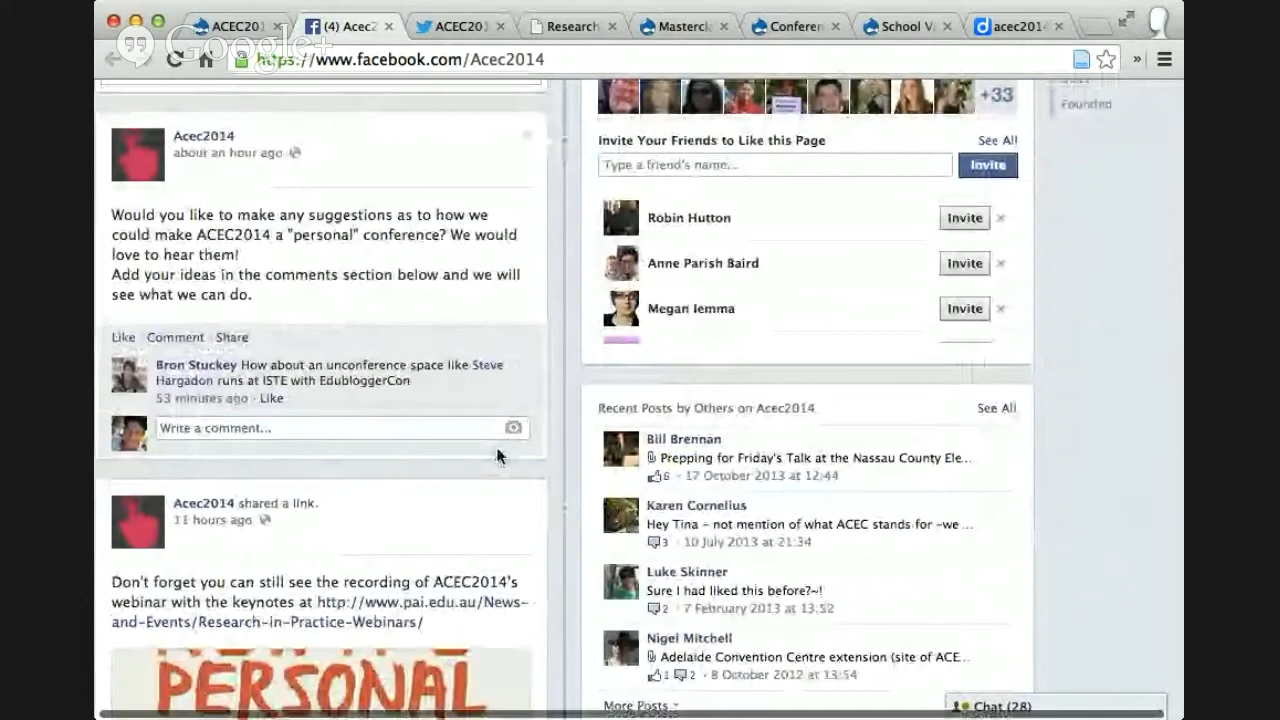 ACEC201
(4) Acec2
ACEC201
Research
Mastercla
Conferen
School Vi
acec2014
Google+
https://www.facebook.com/Acec2014
+33
Founded
Acec2014
about an hour ago
Would you like to make any suggestions as to how we
could make ACEC2014 a "personal" conference? We would
love to hear them!
Add your ideas in the comments section below and we will
see what we can do.
Like Comment Share
Bron Stuckey How about an unconference space like Steve
Hargadon runs at ISTE with EdubloggerCon
53 minutes ago · Like
Write a comment...
Acec2014 shared a link.
11 hours ago
Don't forget you can still see the recording of ACEC2014's
webinar with the keynotes at http://www.pai.edu.au/News-
and-Events/Research-in-Practice-Webinars/
PERSONAL
Invite Your Friends to Like this Page
See All
Type a friend's name...
Invite
Robin Hutton
Invite
Anne Parish Baird
Invite
Megan Iemma
Invite
Recent Posts by Others on Acec2014
See All
Bill Brennan
Prepping for Friday's Talk at the Nassau County Ele...
6 · 17 October 2013 at 12:44
Karen Cornelius
Hey Tina - not mention of what ACEC stands for -we ...
3 · 10 July 2013 at 21:34
Luke Skinner
Sure I had liked this before?~!
2 · 7 February 2013 at 13:52
Nigel Mitchell
Adelaide Convention Centre extension (site of ACE...
1 2 · 8 October 2012 at 13:54
More Posts
Chat (28)